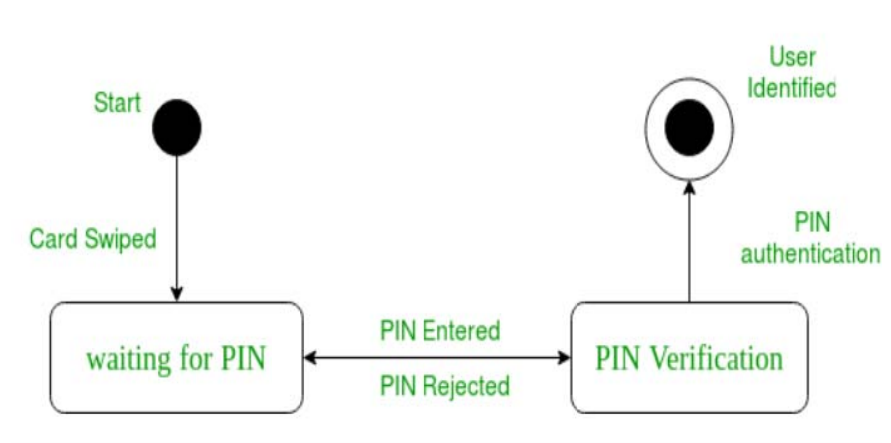 Start
User
Identified
Card Swiped
PIN
authentication
waiting for PIN
PIN Entered
PIN Rejected
PIN Verification